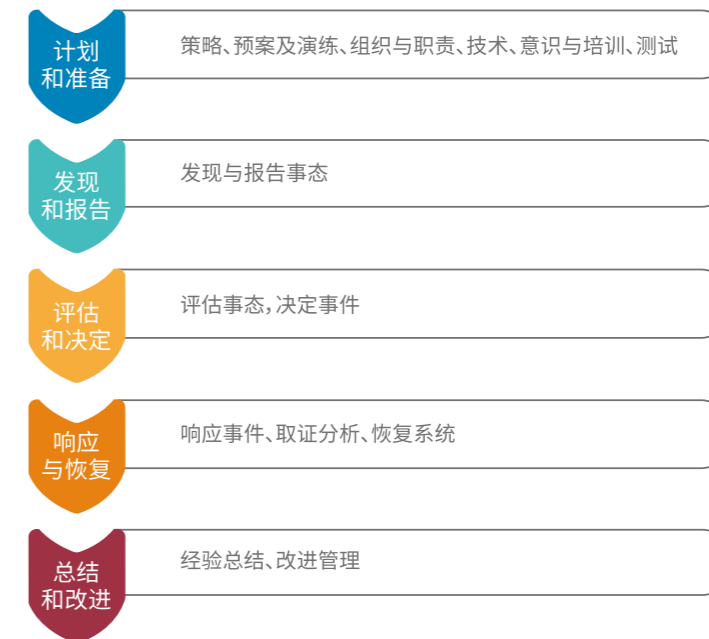 计划
和准备
策略、预案及演练、组织与职责、技术、意识与培训、测试
发现
和报告
发现与报告事态
评估
和决定
评估事态，决定事件
响应
与恢复
响应事件、取证分析、恢复系统
总结
和改进
经验总结、改进管理